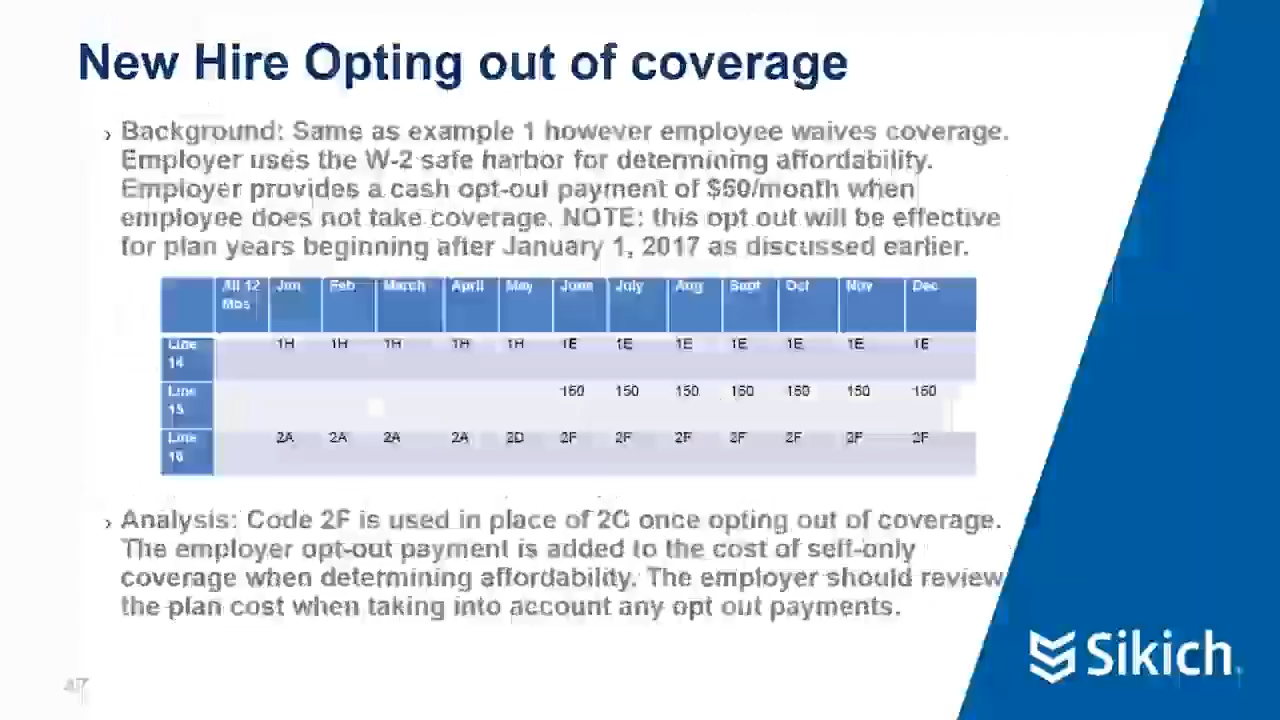 New Hire Opting out of coverage
› Background: Same as example 1 however employee waives coverage.
Employer uses the W-2 safe harbor for determining affordability.
Employer provides a cash opt-out payment of $50/month when
employee does not take coverage. NOTE: this opt out will be effective
for plan years beginning after January 1, 2017 as discussed earlier.
All 12 Mos Jan Feb March April May June July Aug Sept Oct Nov Dec
Line 14 1H 1H 1H 1H 1H 1E 1E 1E 1E 1E 1E 1E
Line 15 150 150 150 150 150 150 150
Line 16 2A 2A 2A 2A 2D 2F 2F 2F 2F 2F 2F 2F
› Analysis: Code 2F is used in place of 2C once opting out of coverage.
The employer opt-out payment is added to the cost of self-only
coverage when determining affordability. The employer should review
the plan cost when taking into account any opt out payments.
Sikich.
47